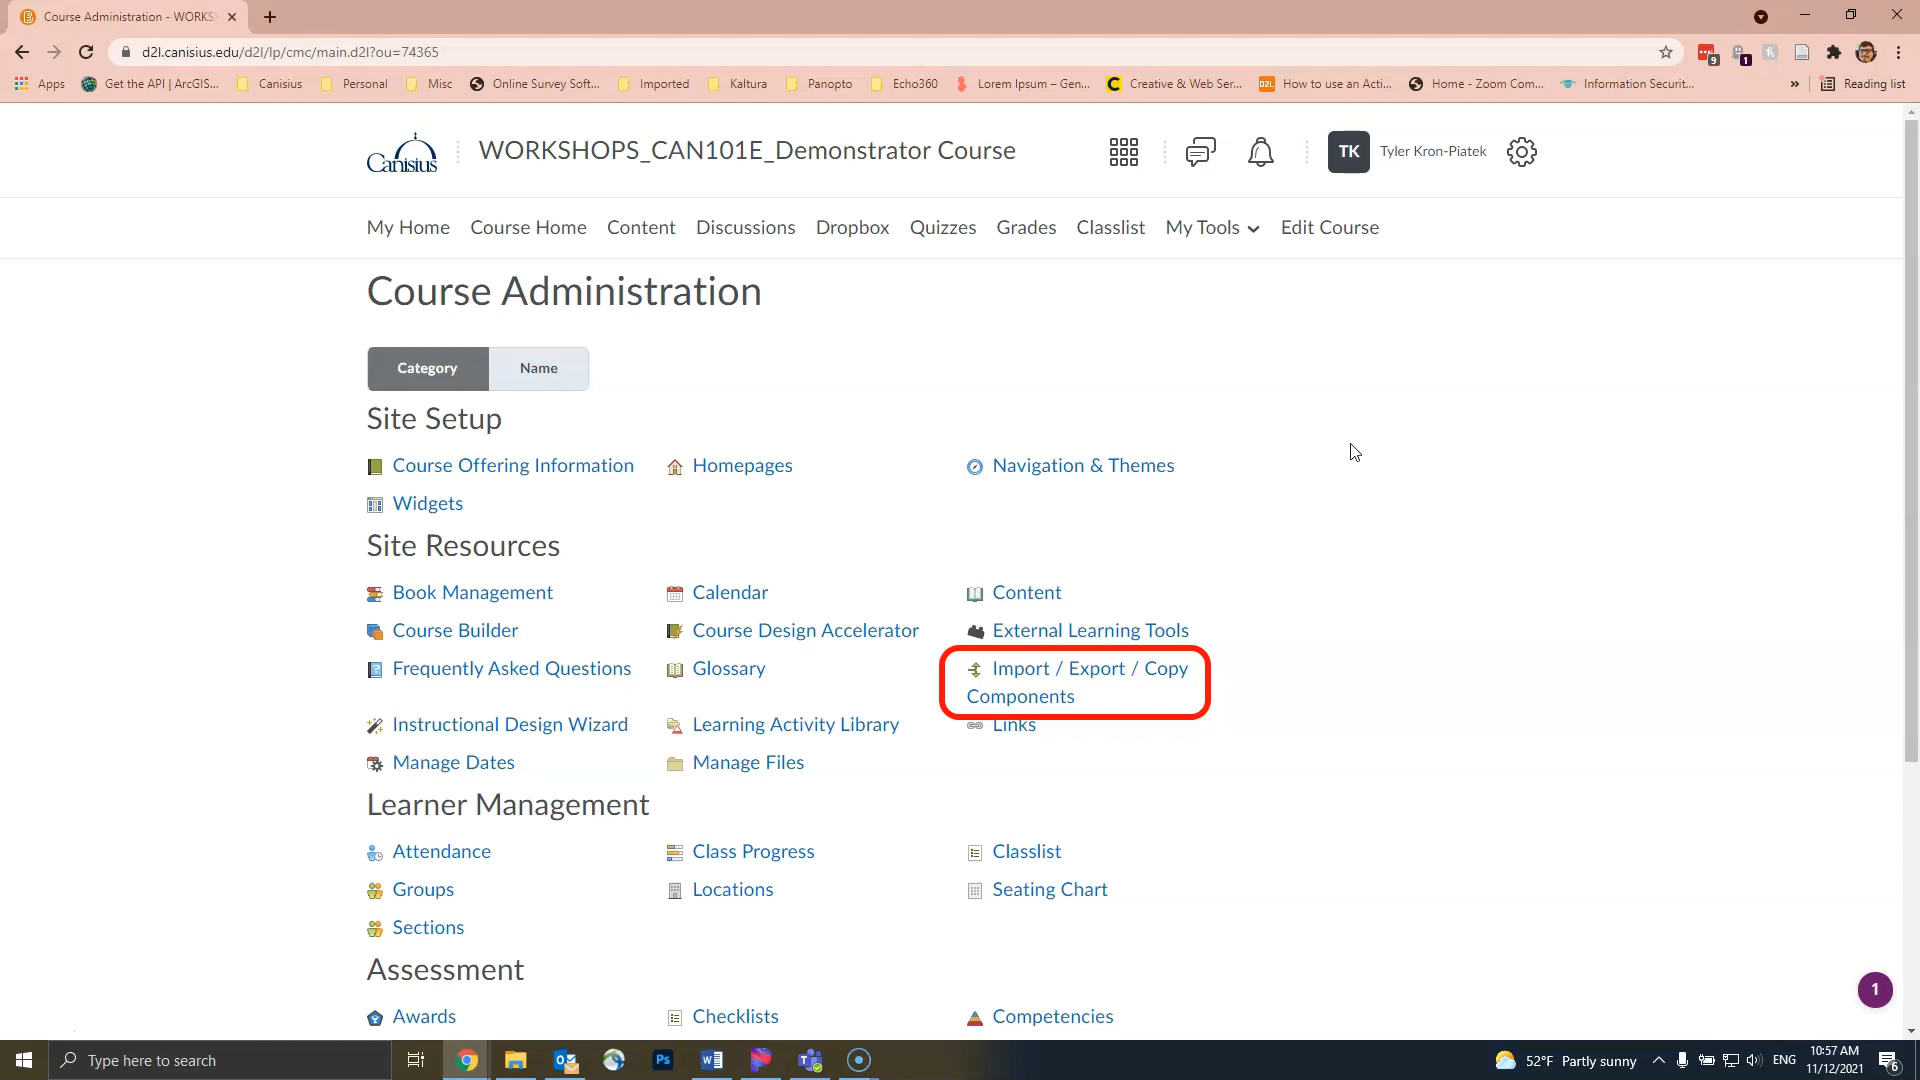 Course Administration - WORKS
d2l.canisius.edu/d2l/lp/cmc/main.d2l?ou=74365
9
1
Apps
Get the API | ArcGIS...
Canisius
Personal
Misc
Online Survey Soft...
Imported
Kaltura
Panopto
Echo360
Lorem Ipsum – Gen...
Creative & Web Ser...
D2L
How to use an Acti...
Home - Zoom Com...
Information Securit...
»
Reading list
Canisius
WORKSHOPS_CAN101E_Demonstrator Course
TK
Tyler Kron-Piatek
My Home
Course Home
Content
Discussions
Dropbox
Quizzes
Grades
Classlist
My Tools
Edit Course
Course Administration
Category
Name
Site Setup
Course Offering Information
Homepages
Navigation & Themes
Widgets
Site Resources
Book Management
Calendar
Content
Course Builder
Course Design Accelerator
External Learning Tools
Frequently Asked Questions
Glossary
Import / Export / Copy
Components
Instructional Design Wizard
Learning Activity Library
Links
Manage Dates
Manage Files
Learner Management
Attendance
Class Progress
Classlist
Groups
Locations
Seating Chart
Sections
Assessment
Awards
Checklists
Competencies
1
Type here to search
Ps
52°F Partly sunny
ENG
10:57 AM
11/12/2021
6